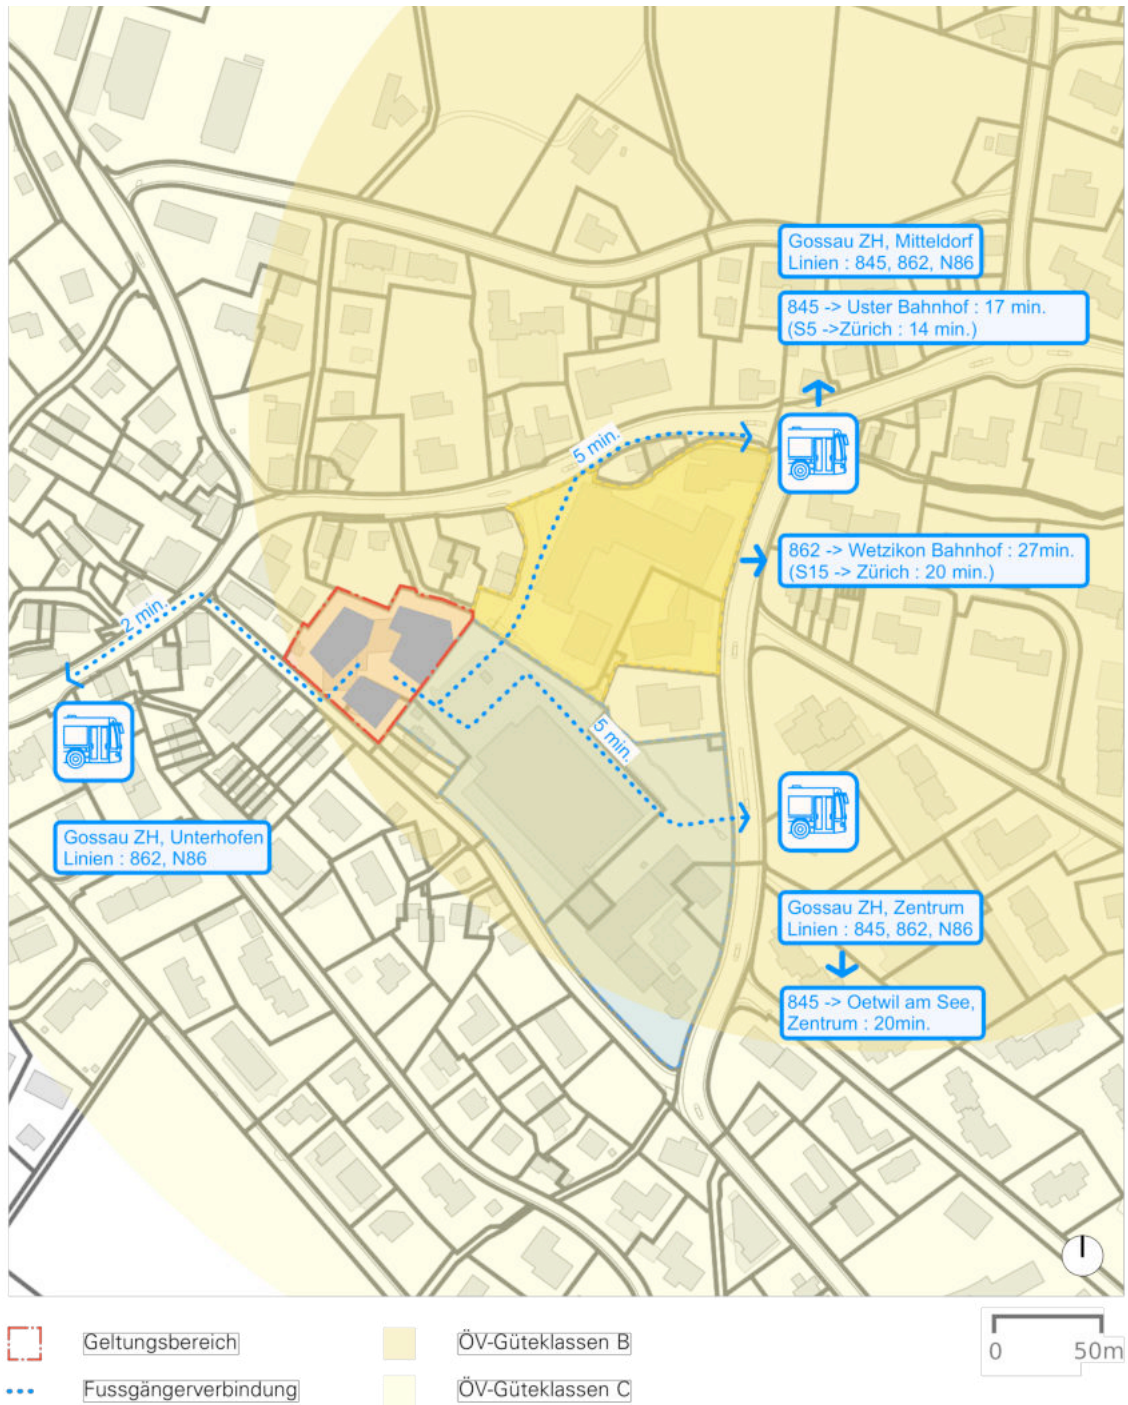 Gossau ZH, Mitteldorf
Linien : 845, 862, N86
845 -> Uster Bahnhof : 17 min.
(S5 ->Zürich : 14 min.)
5 min.
862 -> Wetzikon Bahnhof : 27min.
(S15 -> Zürich : 20 min.)
2 min.
5 min.
Gossau ZH, Unterhofen
Linien : 862, N86
Gossau ZH, Zentrum
Linien : 845, 862, N86
845 -> Oetwil am See,
Zentrum : 20min.
Geltungsbereich
ÖV-Güteklassen B
0 50m
Fussgängerverbindung
ÖV-Güteklassen C